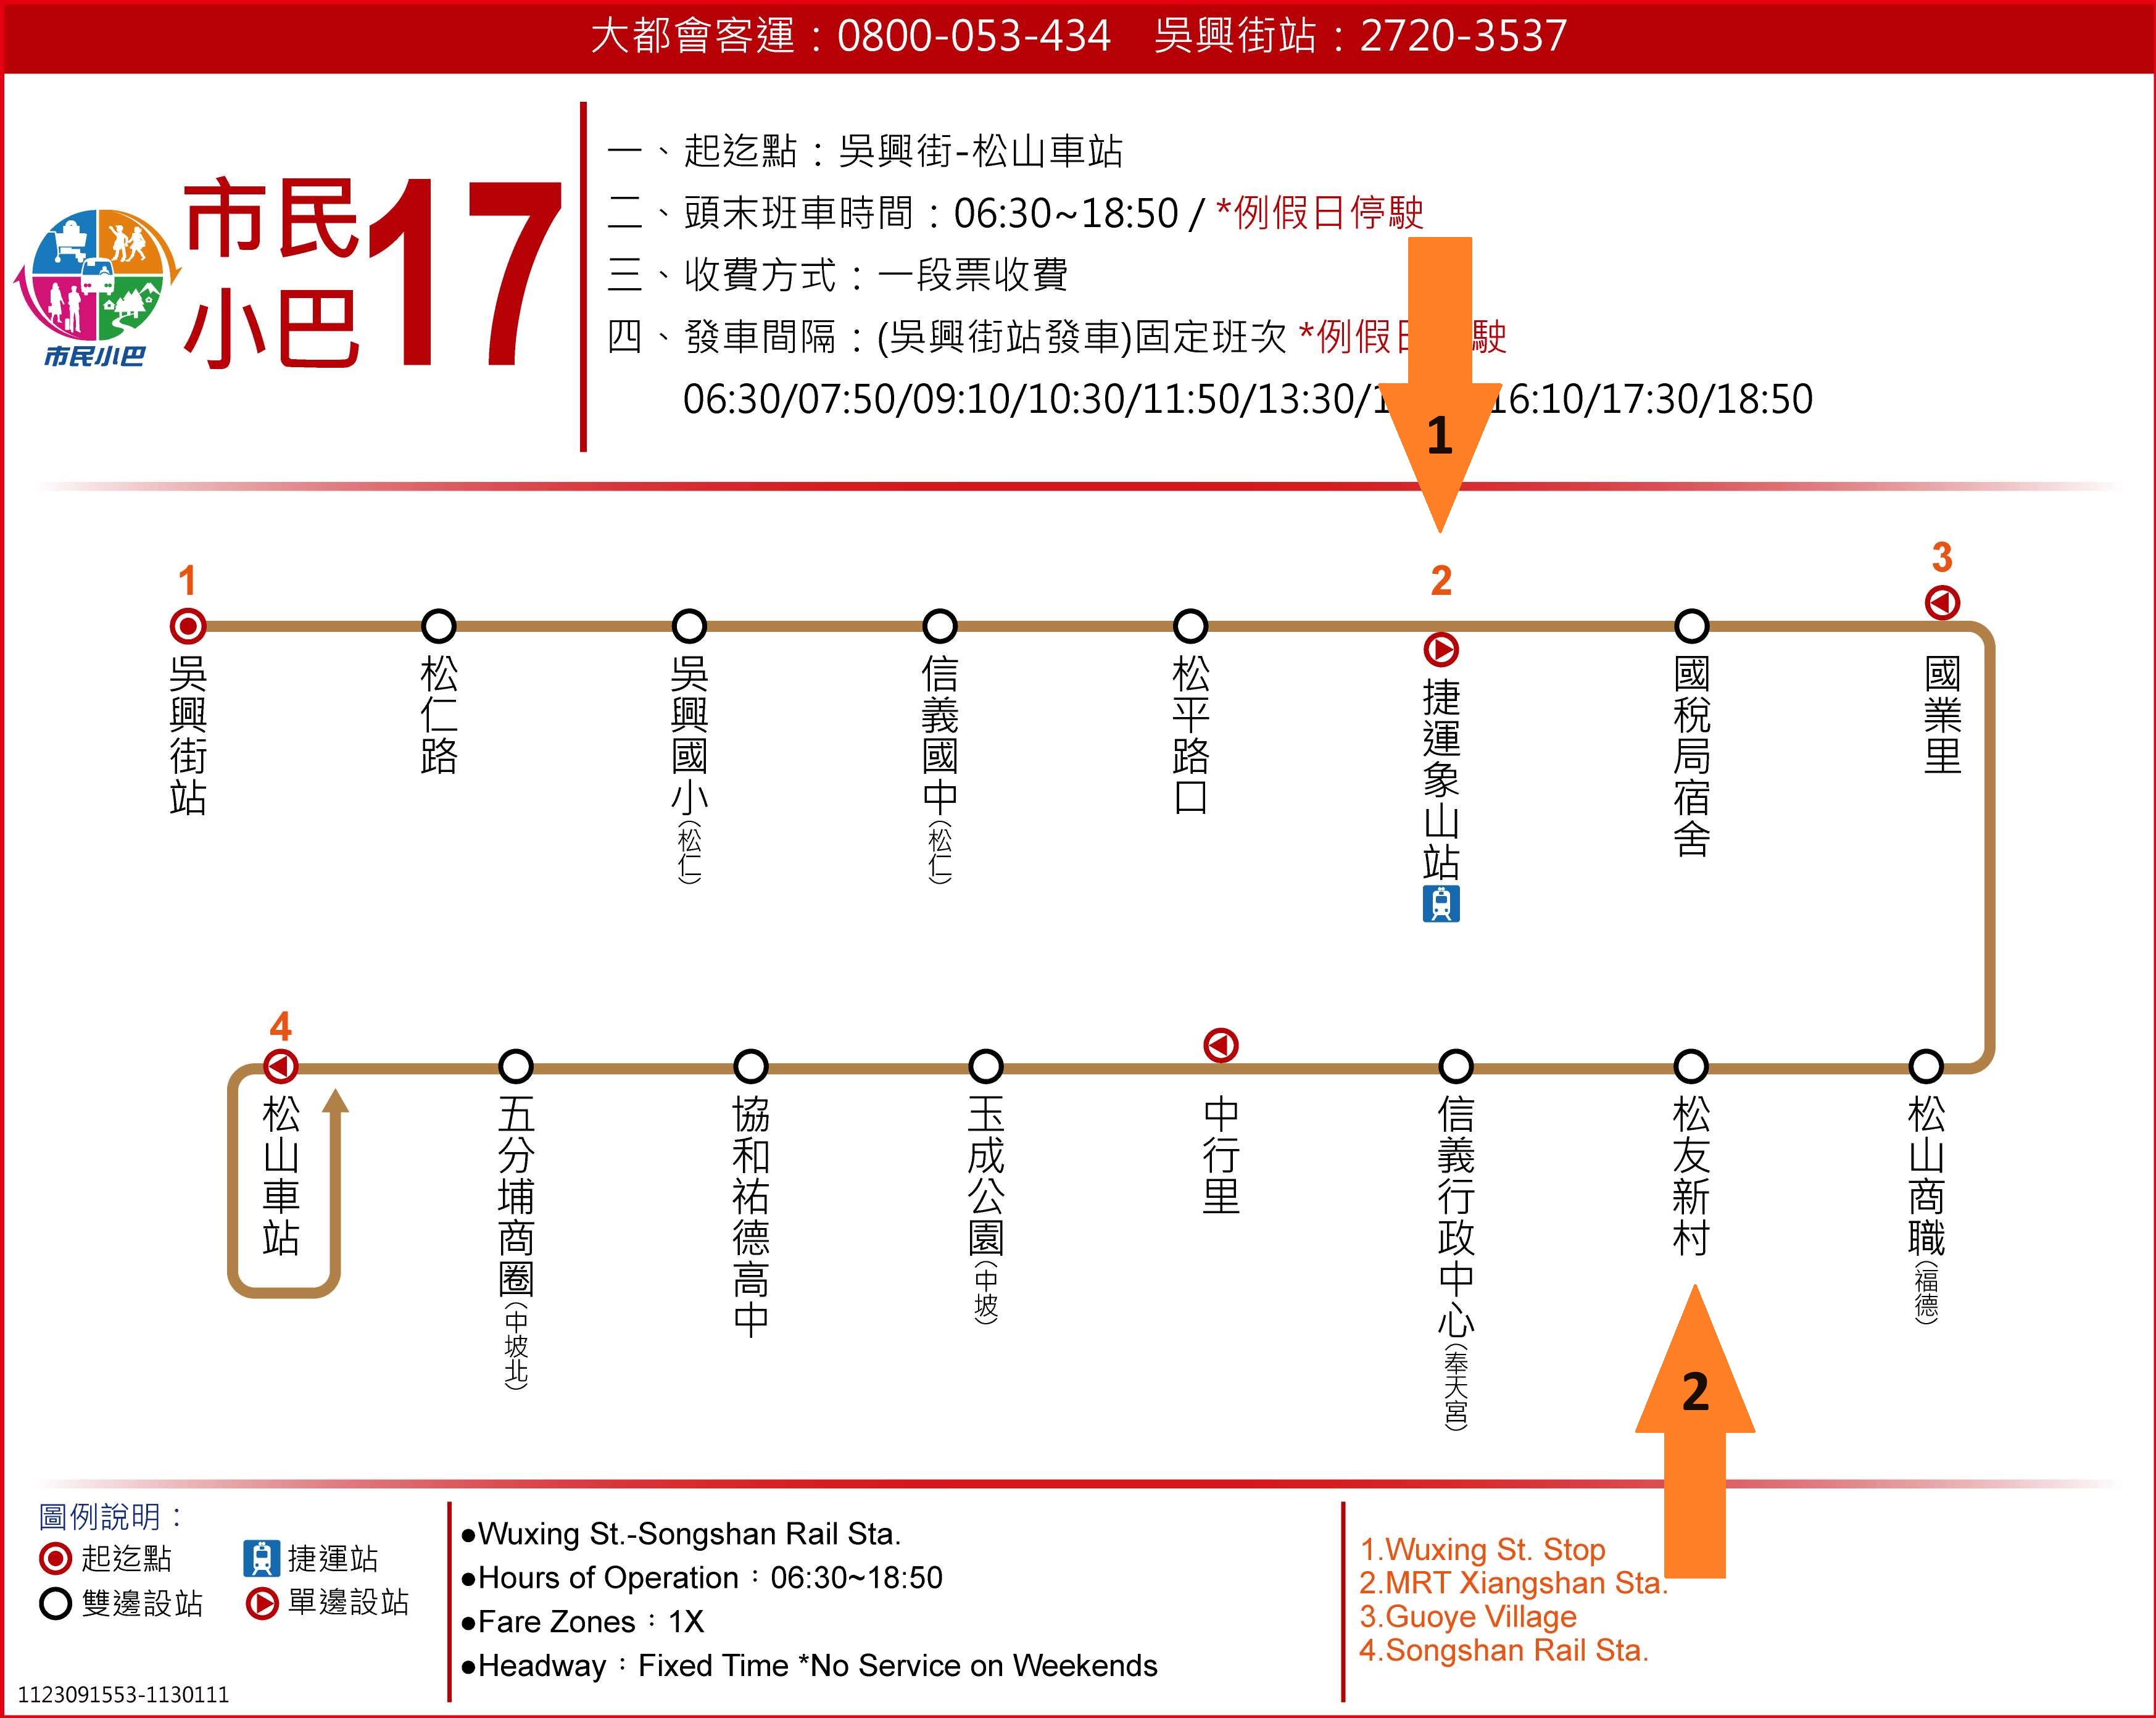 大都會客運：0800-053-434 吳興街站：2720-3537
市民小巴17
市民小巴
一、起迄點：吳興街-松山車站
二、頭末班車時間：06:30~18:50 / *例假日停駛
三、收費方式：一段票收費
四、發車間隔：(吳興街站發車)固定班次 *例假 駛
06:30/07:50/09:10/10:30/11:50/13:30/1 16:10/17:30/18:50
1
1
2
3
吳興街站
松仁路
吳興國小(松仁)
信義國中(松仁)
松平路口
捷運象山站
國稅局宿舍
國業里
4
松山車站
五分埔商圈(中坡北)
協和祐德高中
玉成公園(中坡)
中行里
信義行政中心(奉天宮)
松友新村
松山商職(福德)
2
圖例說明：
起迄點
捷運站
雙邊設站
單邊設站
●Wuxing St.-Songshan Rail Sta.
●Hours of Operation：06:30~18:50
●Fare Zones：1X
●Headway：Fixed Time *No Service on Weekends
1.Wuxing St. Stop
2.MRT Xiangshan Sta.
3.Guoye Village
4.Songshan Rail Sta.
1123091553-1130111